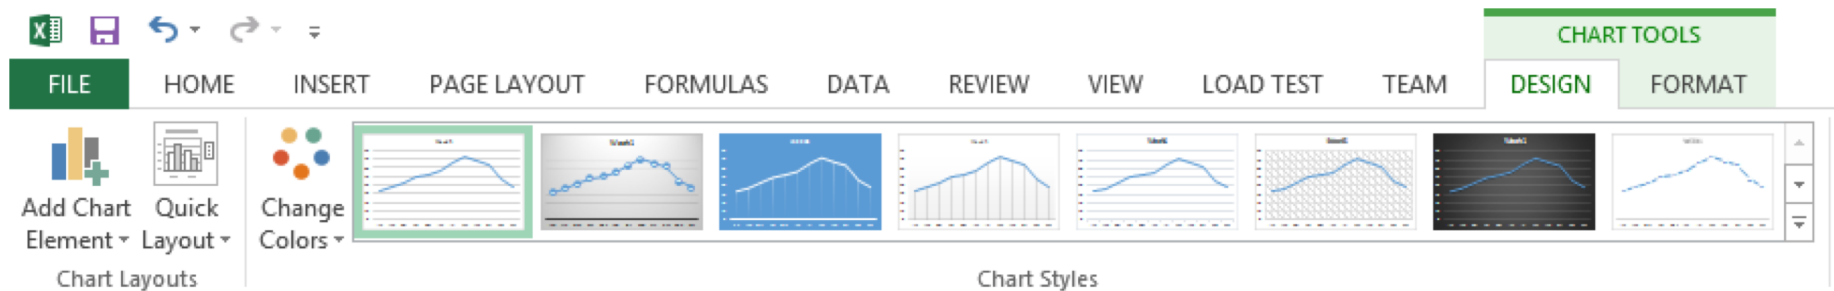 CHART TOOLS
FILE HOME INSERT PAGE LAYOUT FORMULAS DATA REVIEW VIEW LOAD TEST TEAM DESIGN FORMAT
Add Chart Quick Change
Element Layout Colors
Chart Layouts Chart Styles